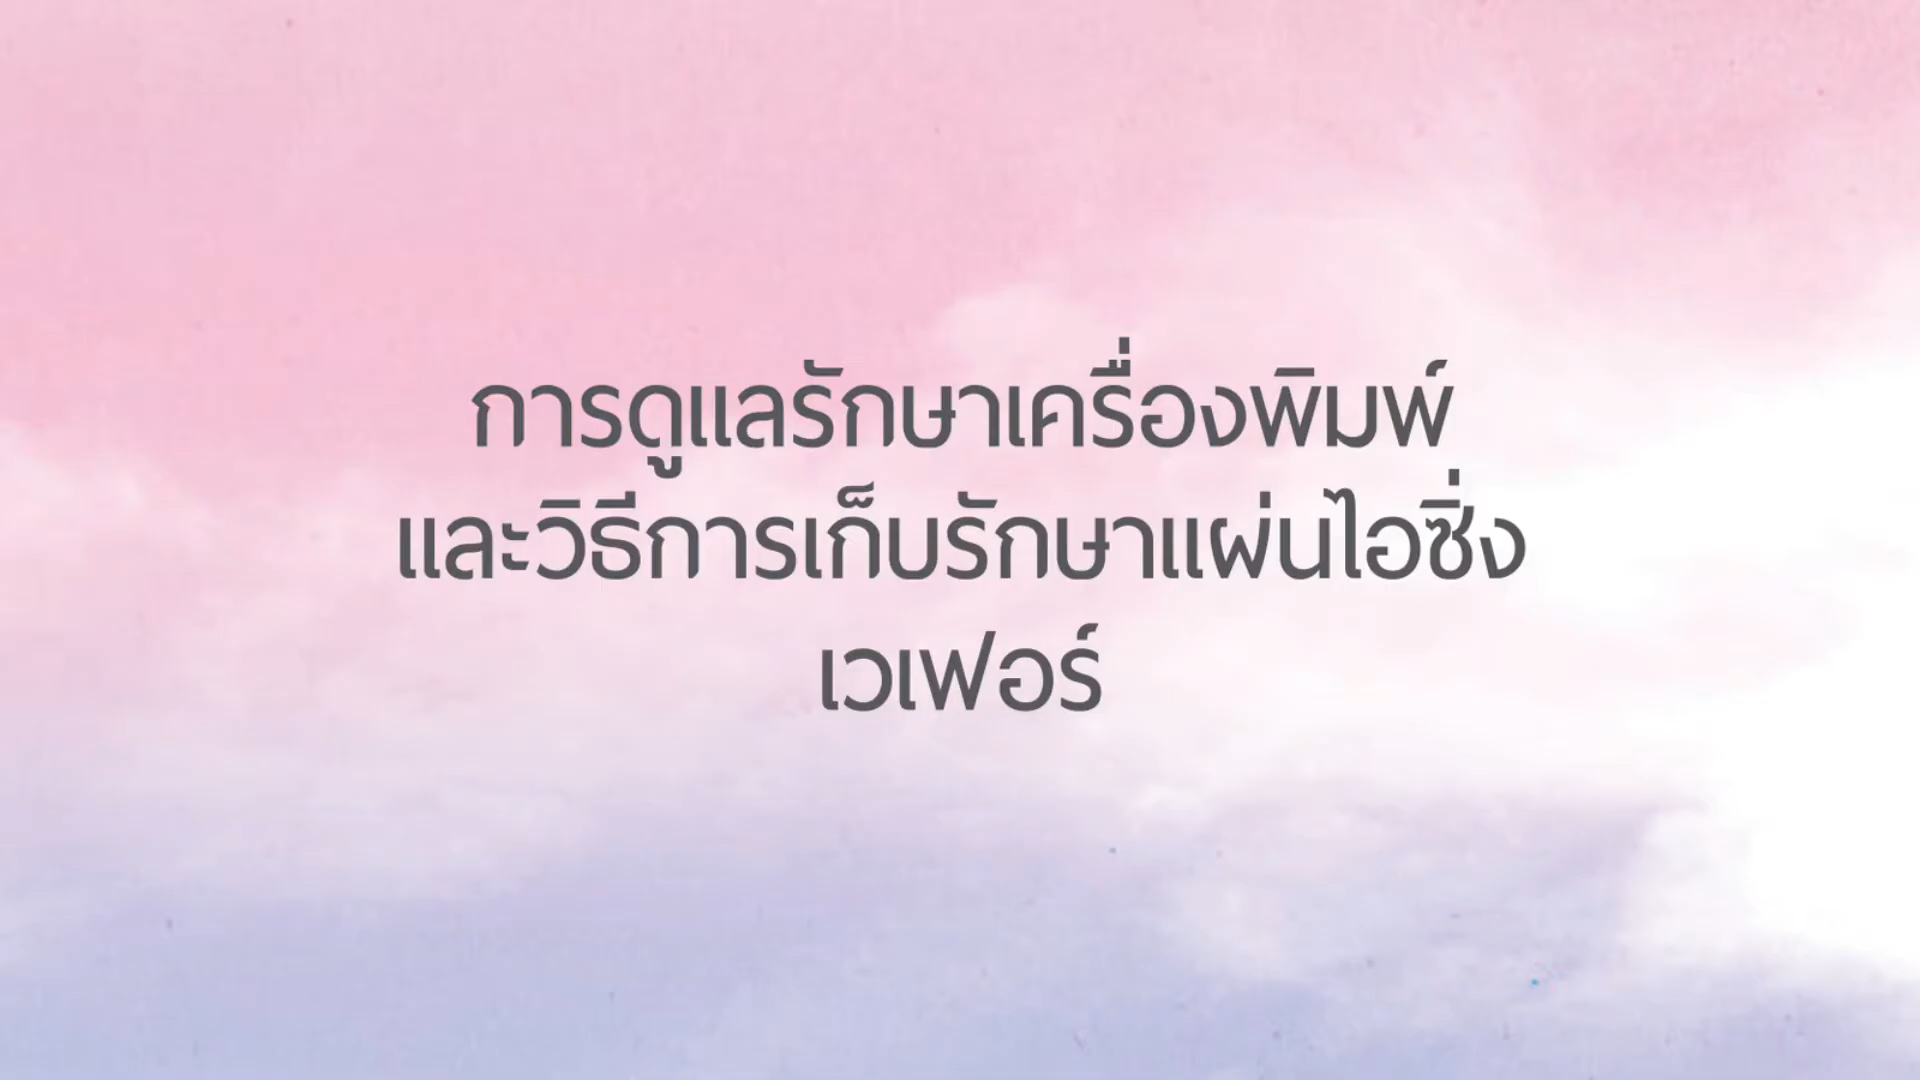 การดูแลรักษาเครื่องพิมพ์
และวิธีการเก็บรักษาแผ่นไอซิ่ง
เวเฟอร์